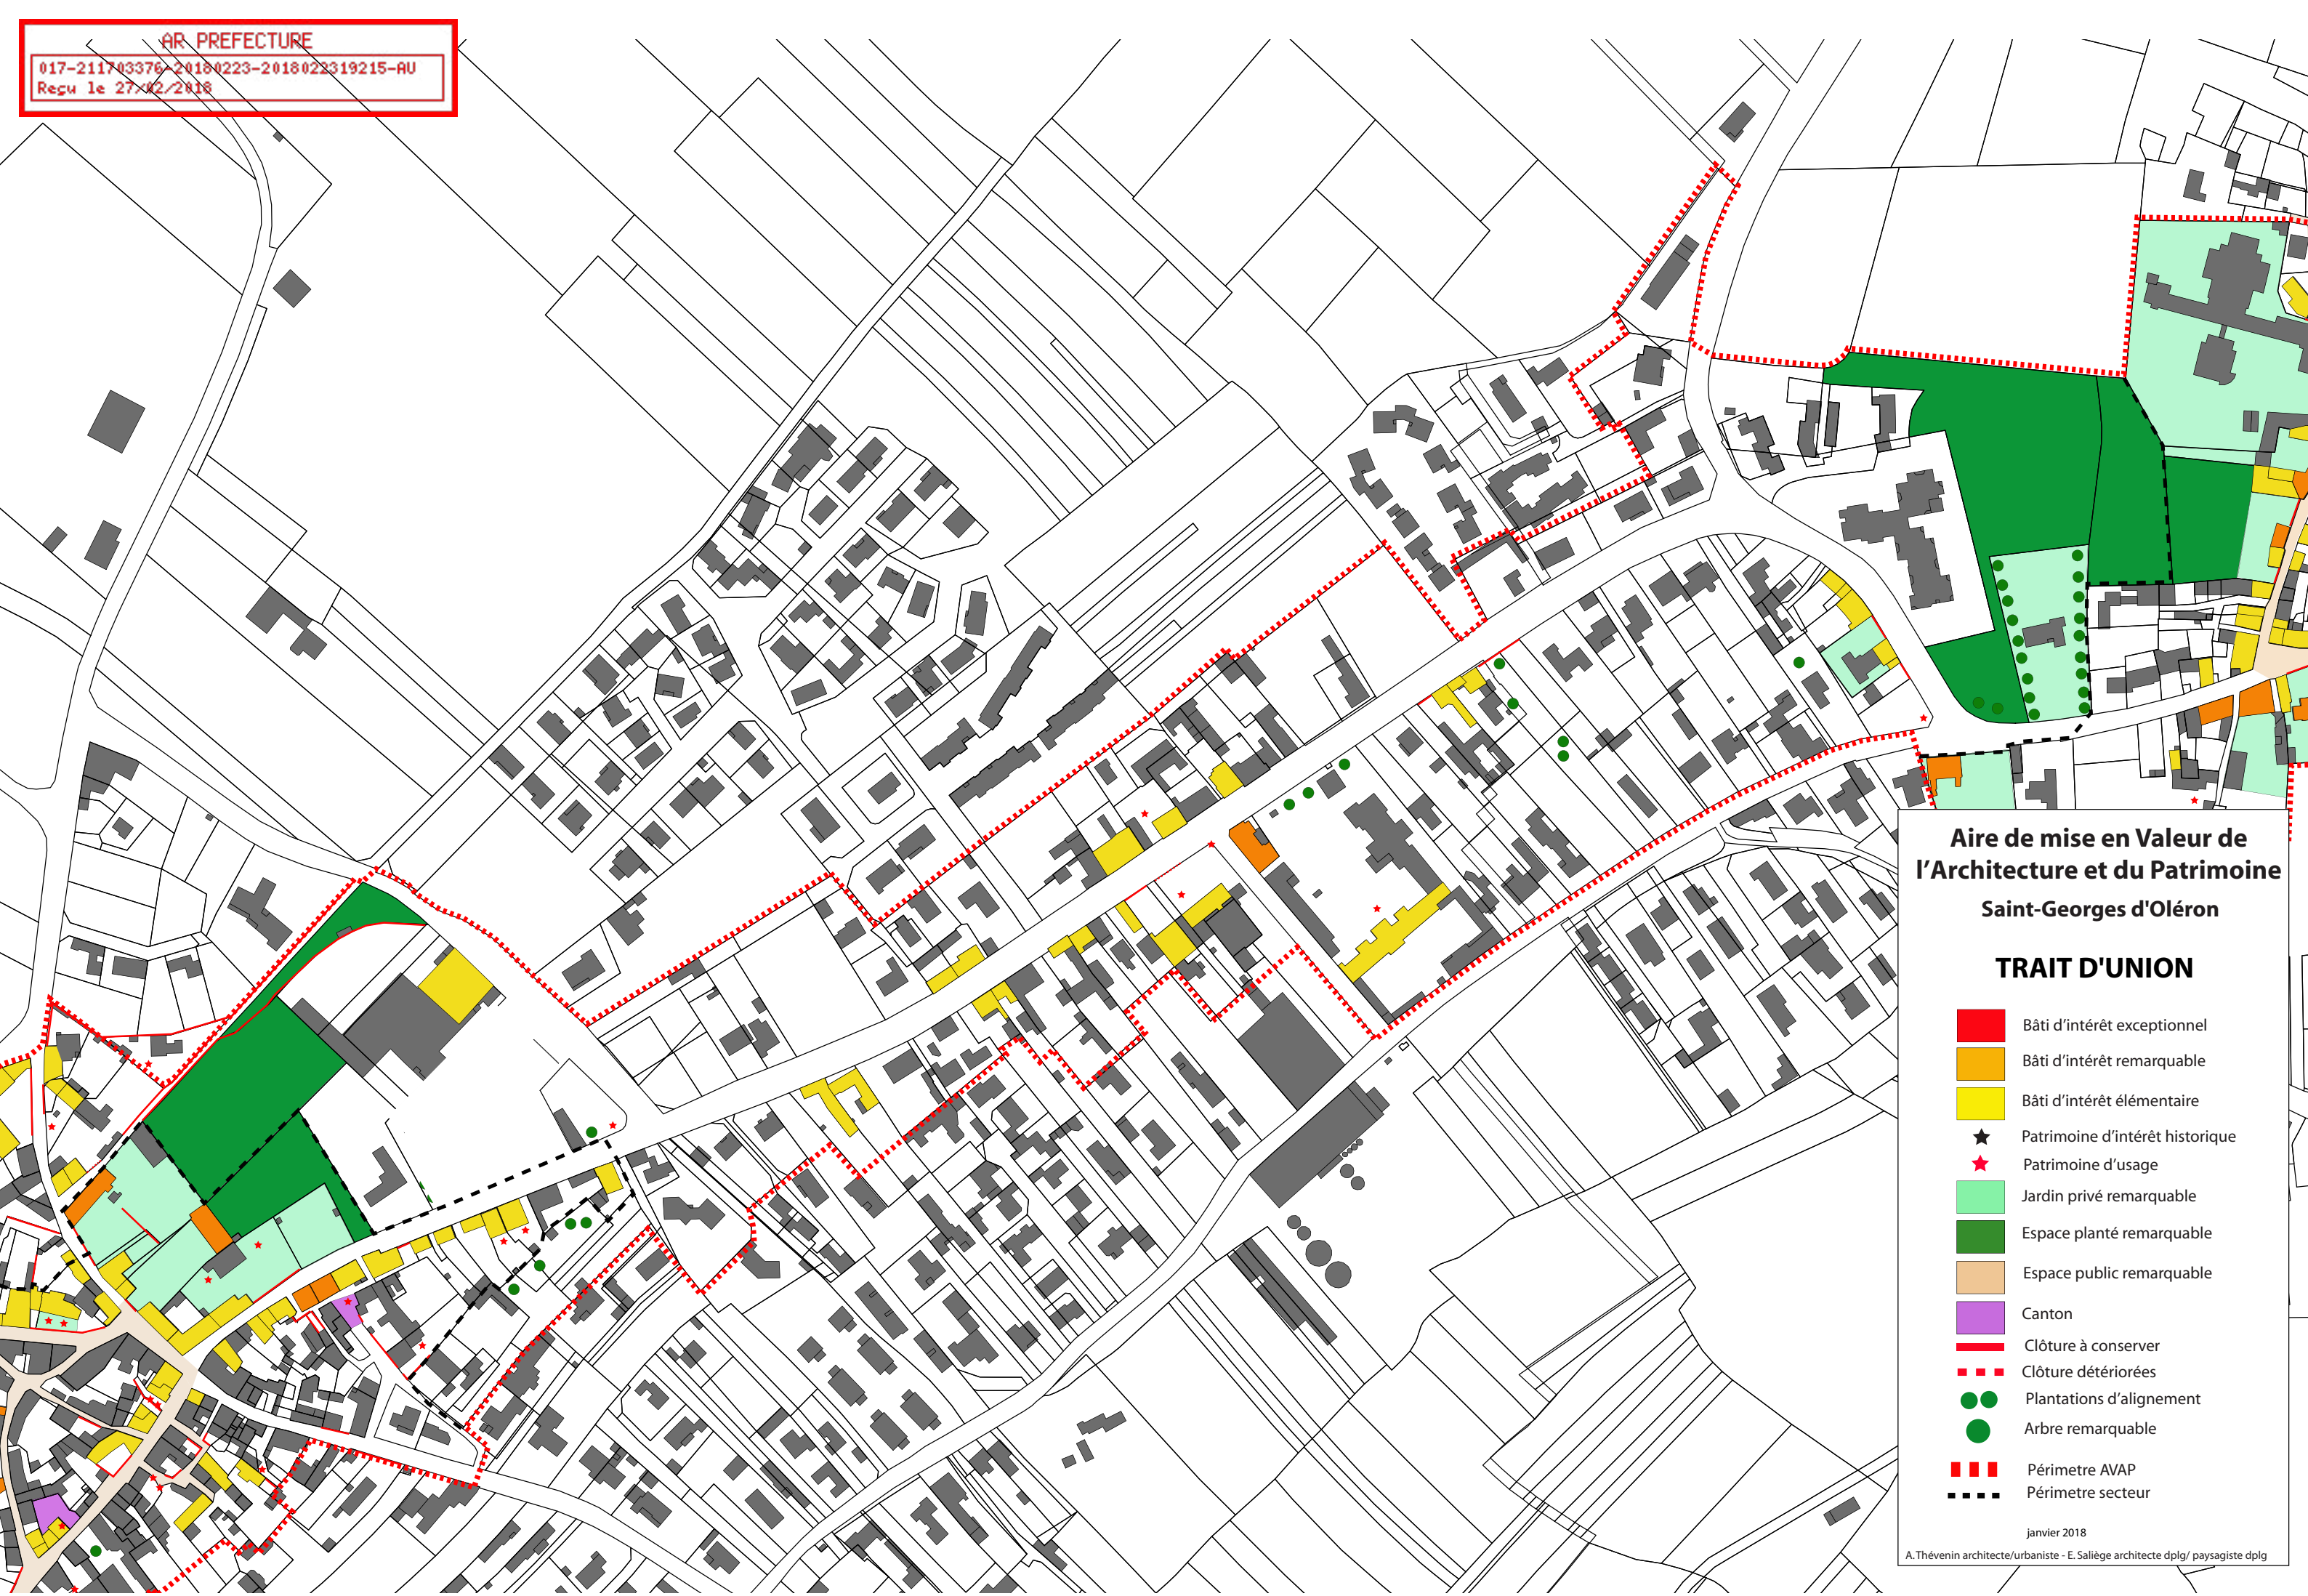 AR PREFECTURE
017-211703376-20180223-2018022319215-AU
Reçu le 27/02/2018
Aire de mise en Valeur de
l’Architecture et du Patrimoine
Saint-Georges d'Oléron
TRAIT D'UNION
Bâti d’intérêt exceptionnel
Bâti d’intérêt remarquable
Bâti d’intérêt élémentaire
Patrimoine d’intérêt historique
Patrimoine d’usage
Jardin privé remarquable
Espace planté remarquable
Espace public remarquable
Canton
Clôture à conserver
Clôture détériorées
Plantations d’alignement
Arbre remarquable
Périmetre AVAP
Périmetre secteur
janvier 2018
A. Thévenin architecte/urbaniste - E. Saliège architecte dplg/ paysagiste dplg